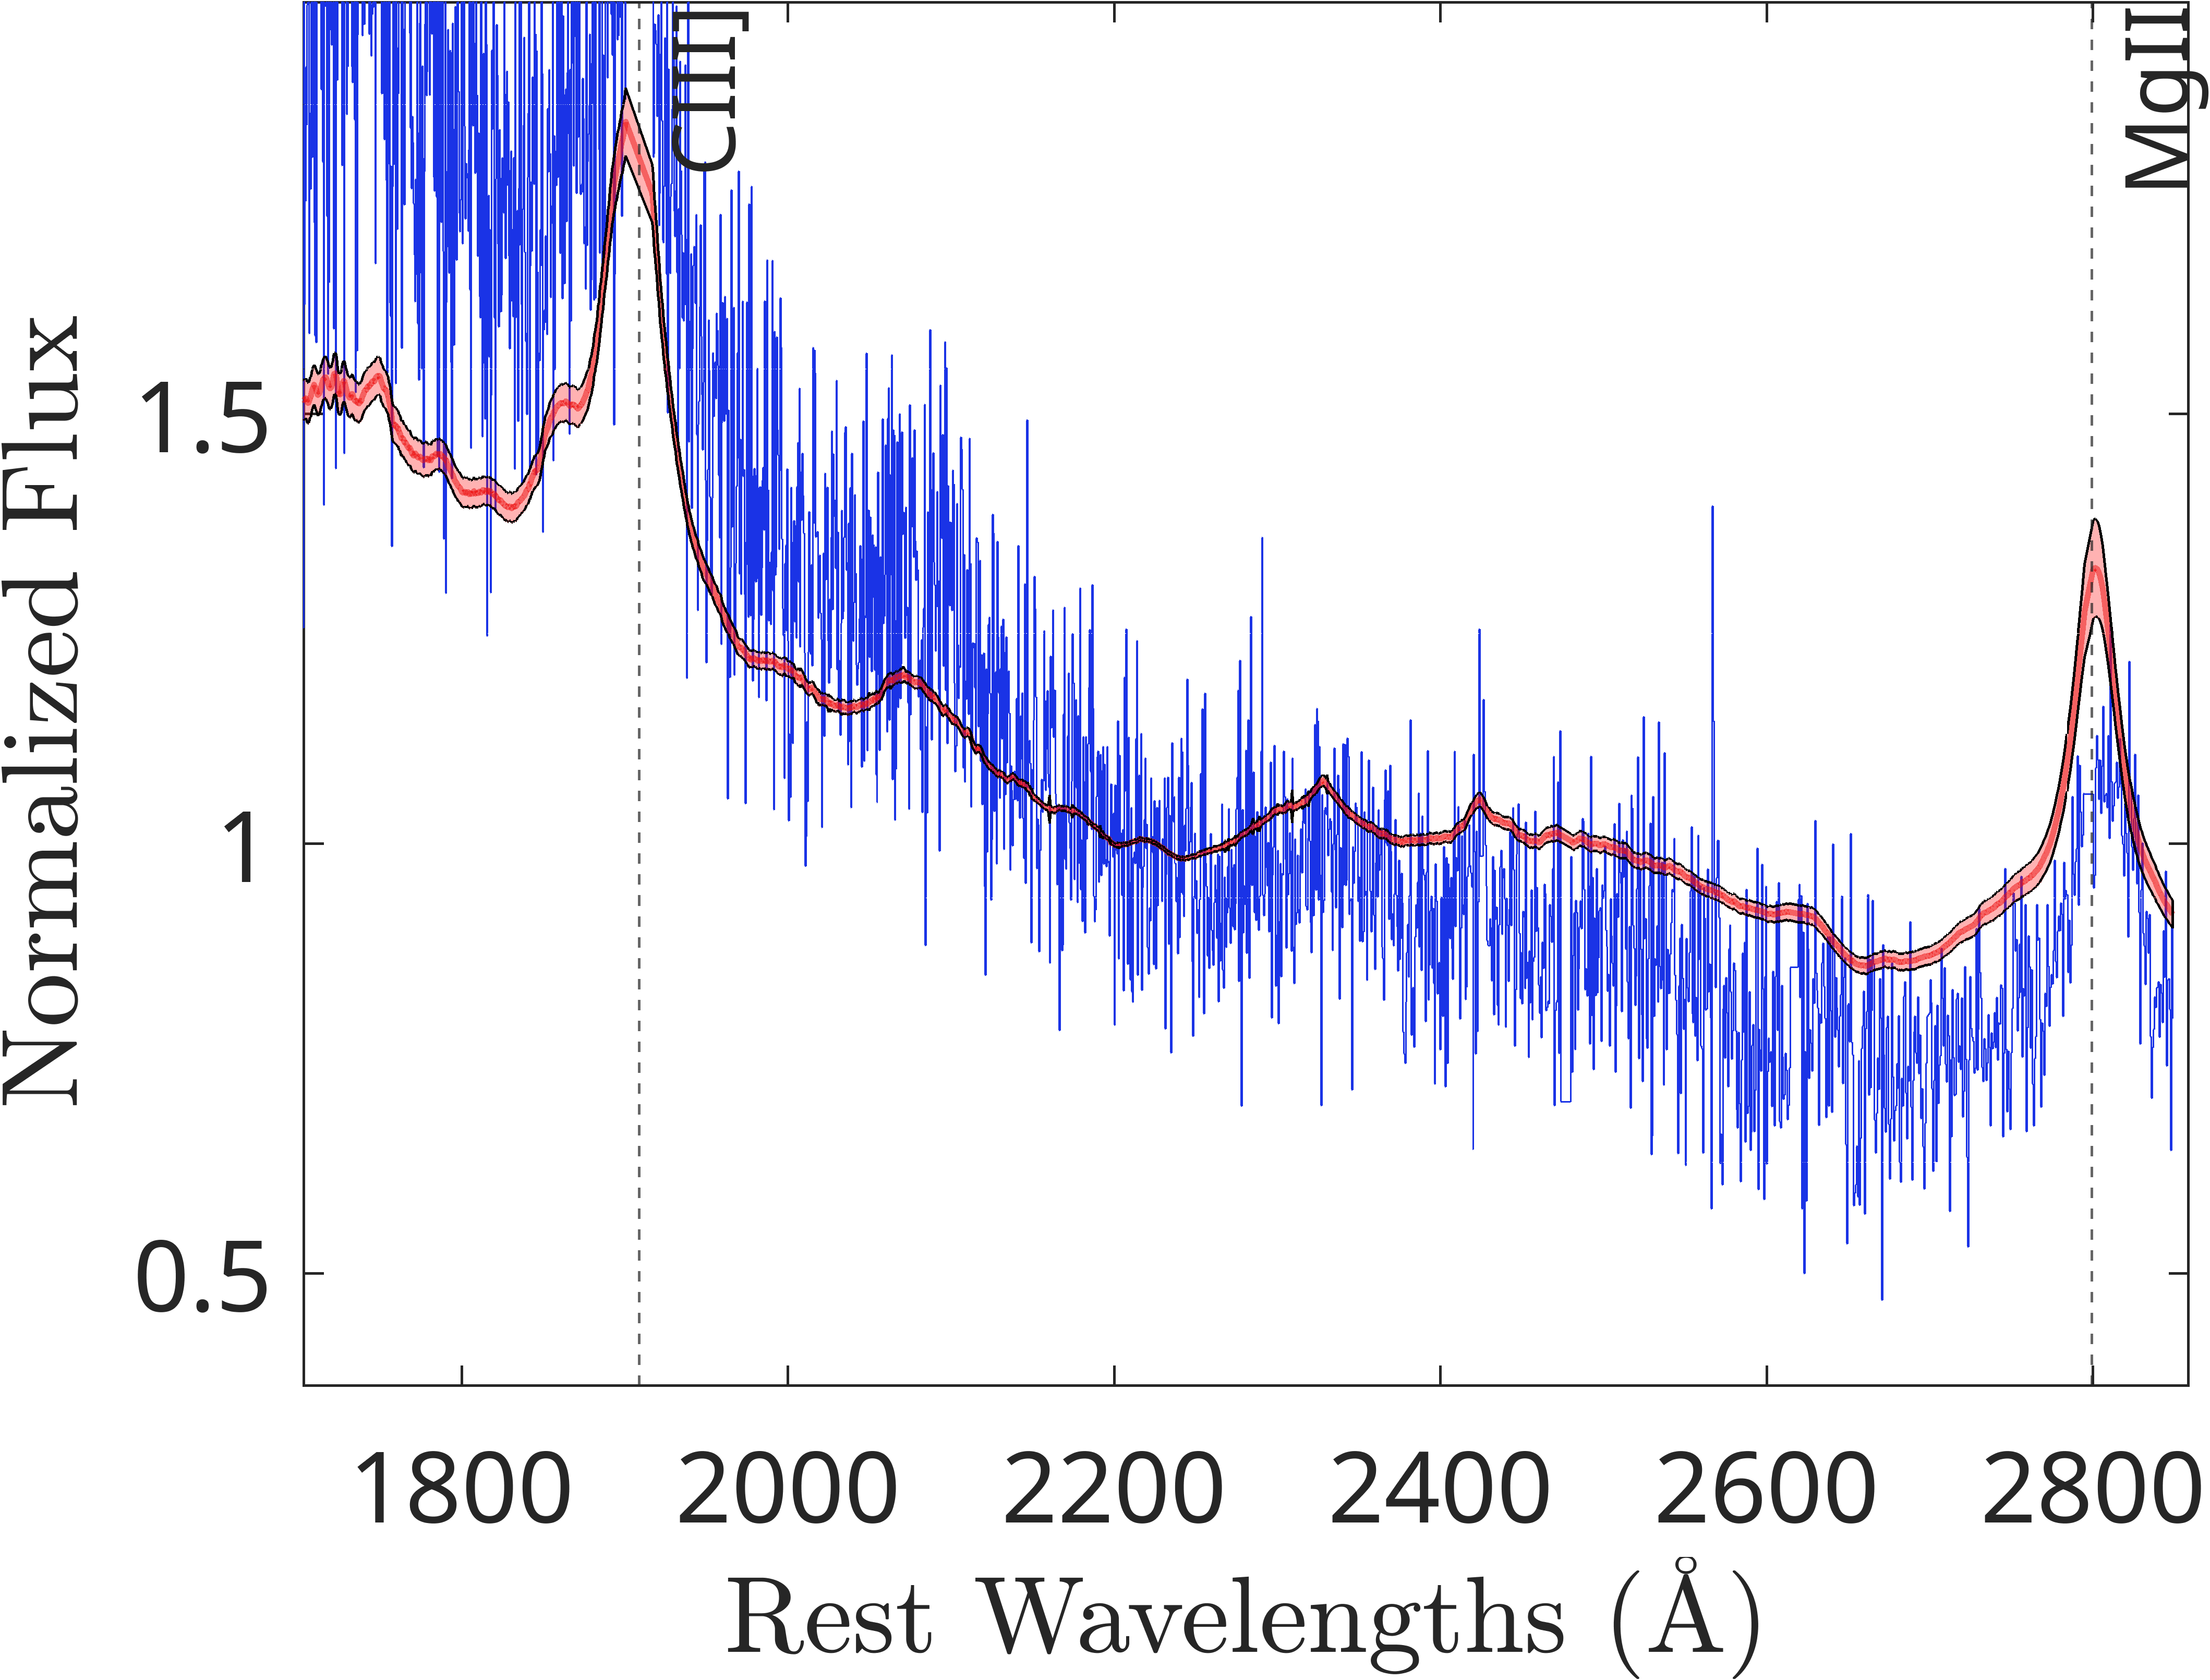 CIII]
MgII
Normalized Flux
1.5
1
0.5
1800 2000 2200 2400 2600 2800
Rest Wavelengths (Å)